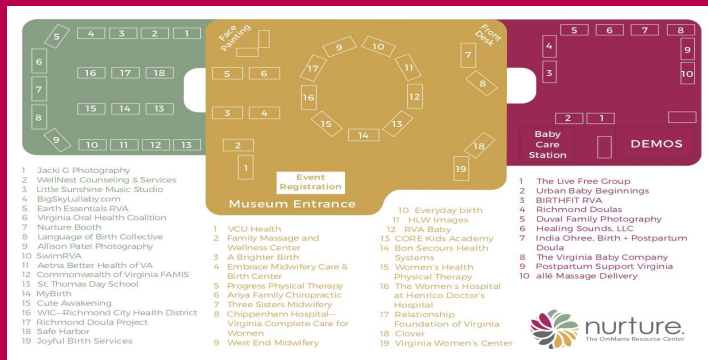 5
4
3
2
1
6
7
8
9
16
17
18
15
14
13
10
11
12
13
Face
Painting
Front
Desk
5
6
3
4
2
1
9
10
17
11
16
12
15
13
14
7
8
18
19
Event
Registration
Museum Entrance
5
6
7
8
4
9
3
10
2
1
Baby
Care
Station
DEMOS
1 Jacki G Photography
2 WellNest Counseling & Services
3 Little Sunshine Music Studio
4 BigSkyLullaby.com
5 Earth Essentials RVA
6 Virginia Oral Health Coalition
7 Nurture Booth
8 Language of Birth Collective
9 Allison Patel Photography
10 SwimRVA
11 Aetna Better Health of VA
12 Commonwealth of Virginia FAMIS
13 St. Thomas Day School
14 MyBirth
15 Cute Awakening
16 WIC—Richmond City Health District
17 Richmond Doula Project
18 Safe Harbor
19 Joyful Birth Services
1 VCU Health
2 Family Massage and
Wellness Center
3 A Brighter Birth
4 Embrace Midwifery Care &
Birth Center
5 Progress Physical Therapy
6 Ariya Family Chiropractic
7 Three Sisters Midwifery
8 Chippenham Hospital—
Virginia Complete Care for
Women
9 West End Midwifery
10 Everyday birth
11 HLW Images
12 RVA Baby
13 CORE Kids Academy
14 Bon Secours Health
Systems
15 Women's Health
Physical Therapy
16 The Women's Hospital
at Henrico Doctor's
Hospital
17 Relationship
Foundation of Virginia
18 Clover
19 Virginia Women's Center
1 The Live Free Group
2 Urban Baby Beginnings
3 BIRTHFIT RVA
4 Richmond Doulas
5 Duval Family Photography
6 Healing Sounds, LLC
7 India Ohree, Birth + Postpartum
Doula
8 The Virginia Baby Company
9 Postpartum Support Virginia
10 allé Massage Delivery
nurture.
The OmMama Resource Center